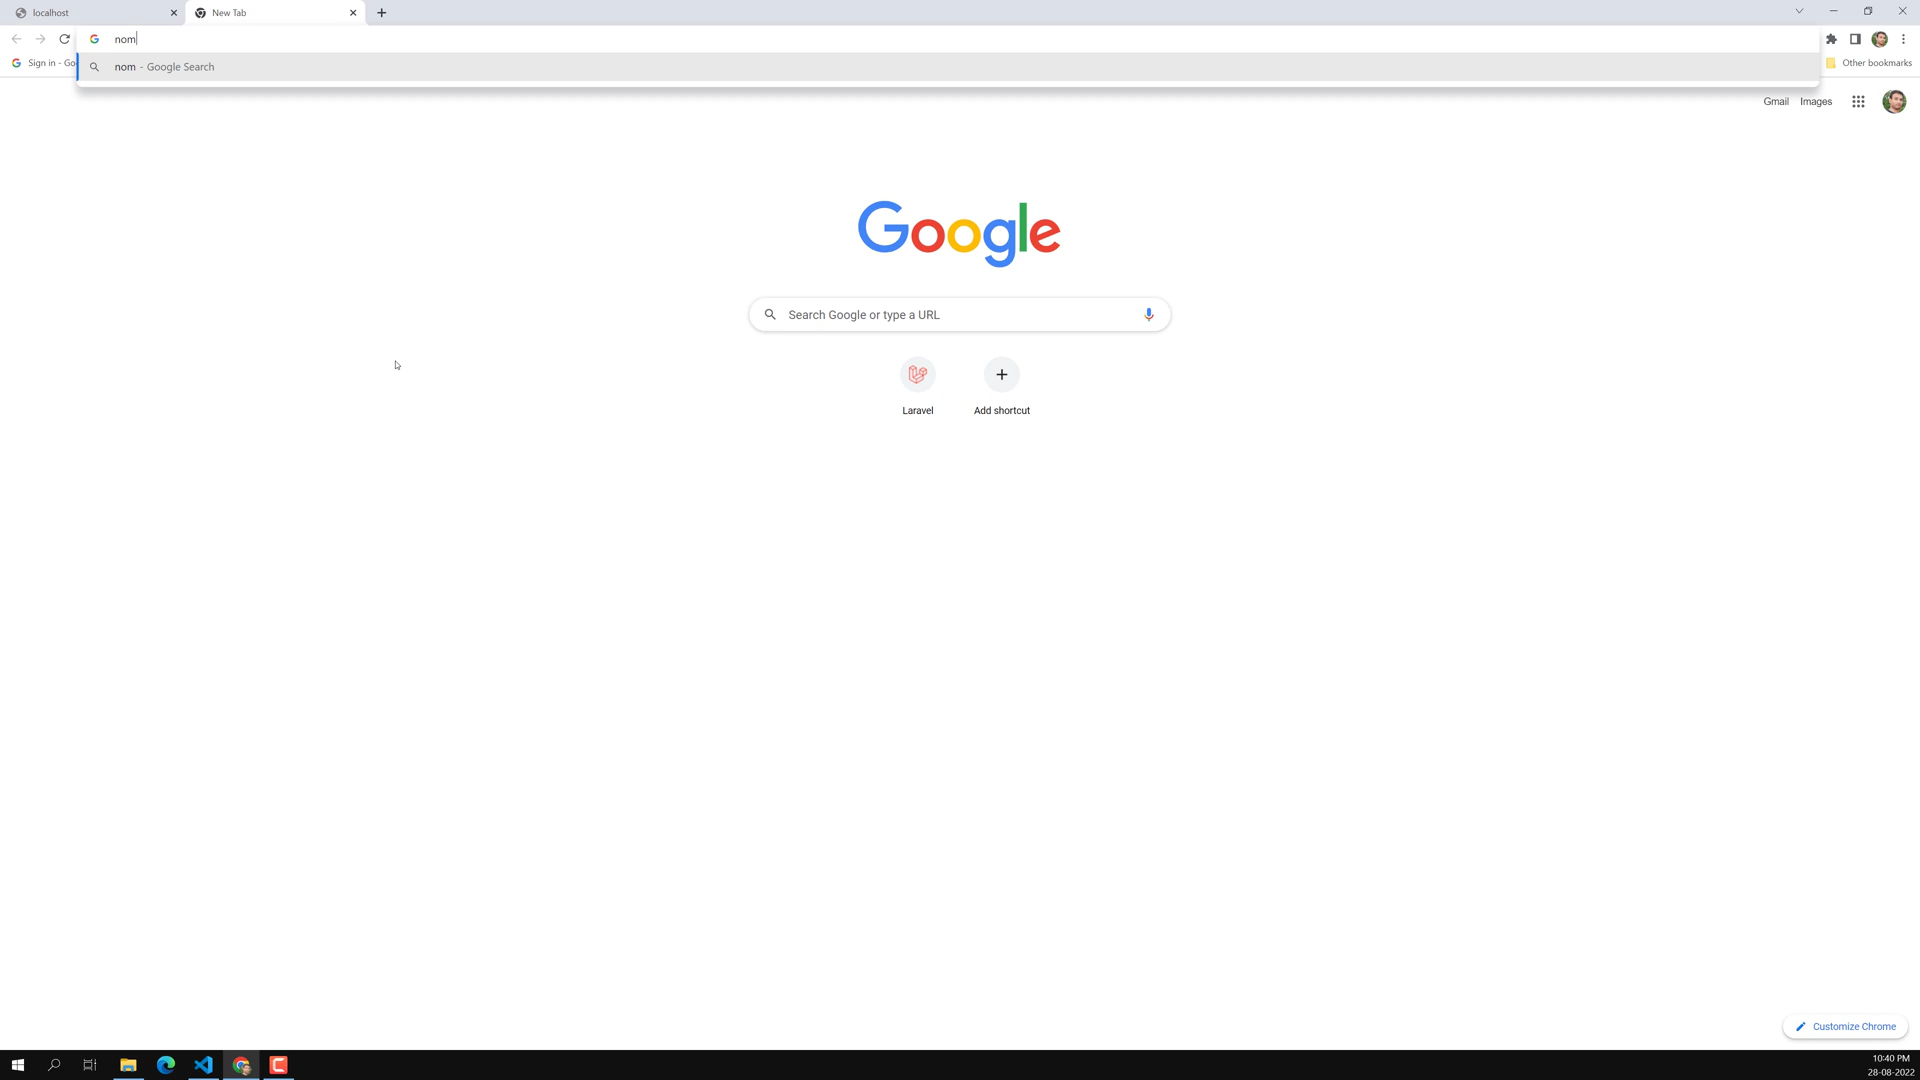 localhost
New Tab
nom
Sign in - Go
nom - Google Search
Other bookmarks
Gmail Images
Google
Search Google or type a URL
Laravel
Add shortcut
Customize Chrome
10:40 PM
28-08-2022